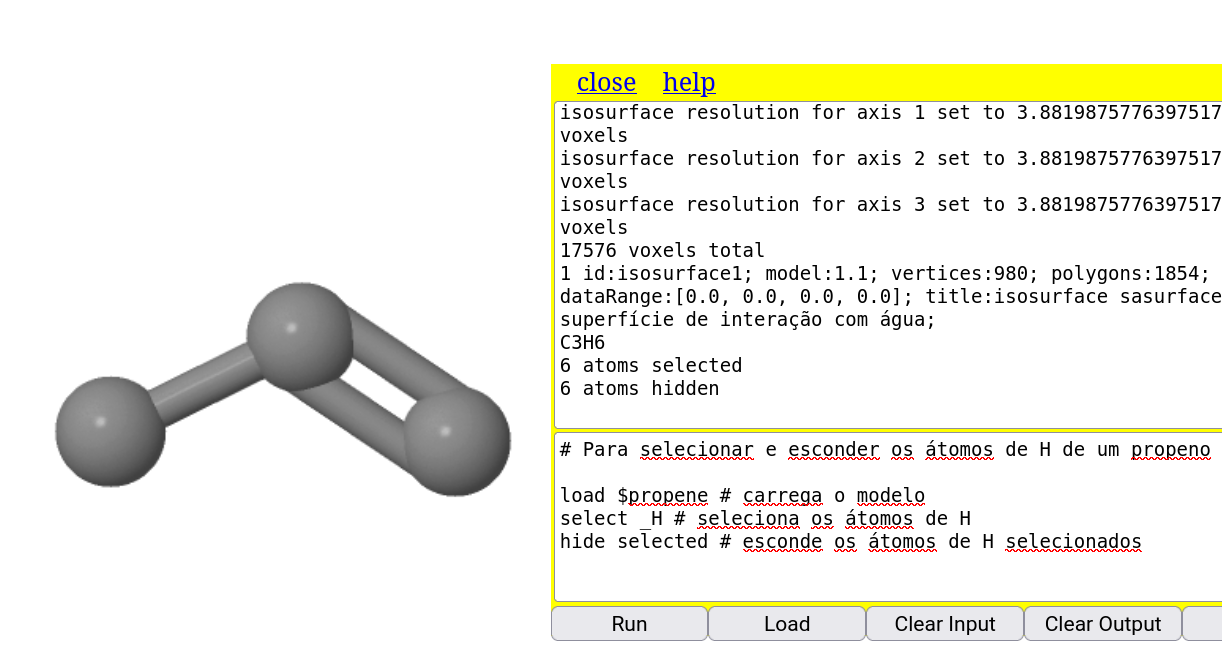 close help
isosurface resolution for axis 1 set to 3.8819875776397517
voxels
isosurface resolution for axis 2 set to 3.8819875776397517
voxels
isosurface resolution for axis 3 set to 3.8819875776397517
voxels
17576 voxels total
1 id:isosurface1; model:1.1; vertices:980; polygons:1854;
dataRange:[0.0, 0.0, 0.0, 0.0]; title:isosurface sasurface
superfície de interação com água;
C3H6
6 atoms selected
6 atoms hidden
# Para selecionar e esconder os átomos de H de um propeno
load $propene # carrega o modelo
select _H # seleciona os átomos de H
hide selected # esconde os átomos de H selecionados
Run Load Clear Input Clear Output